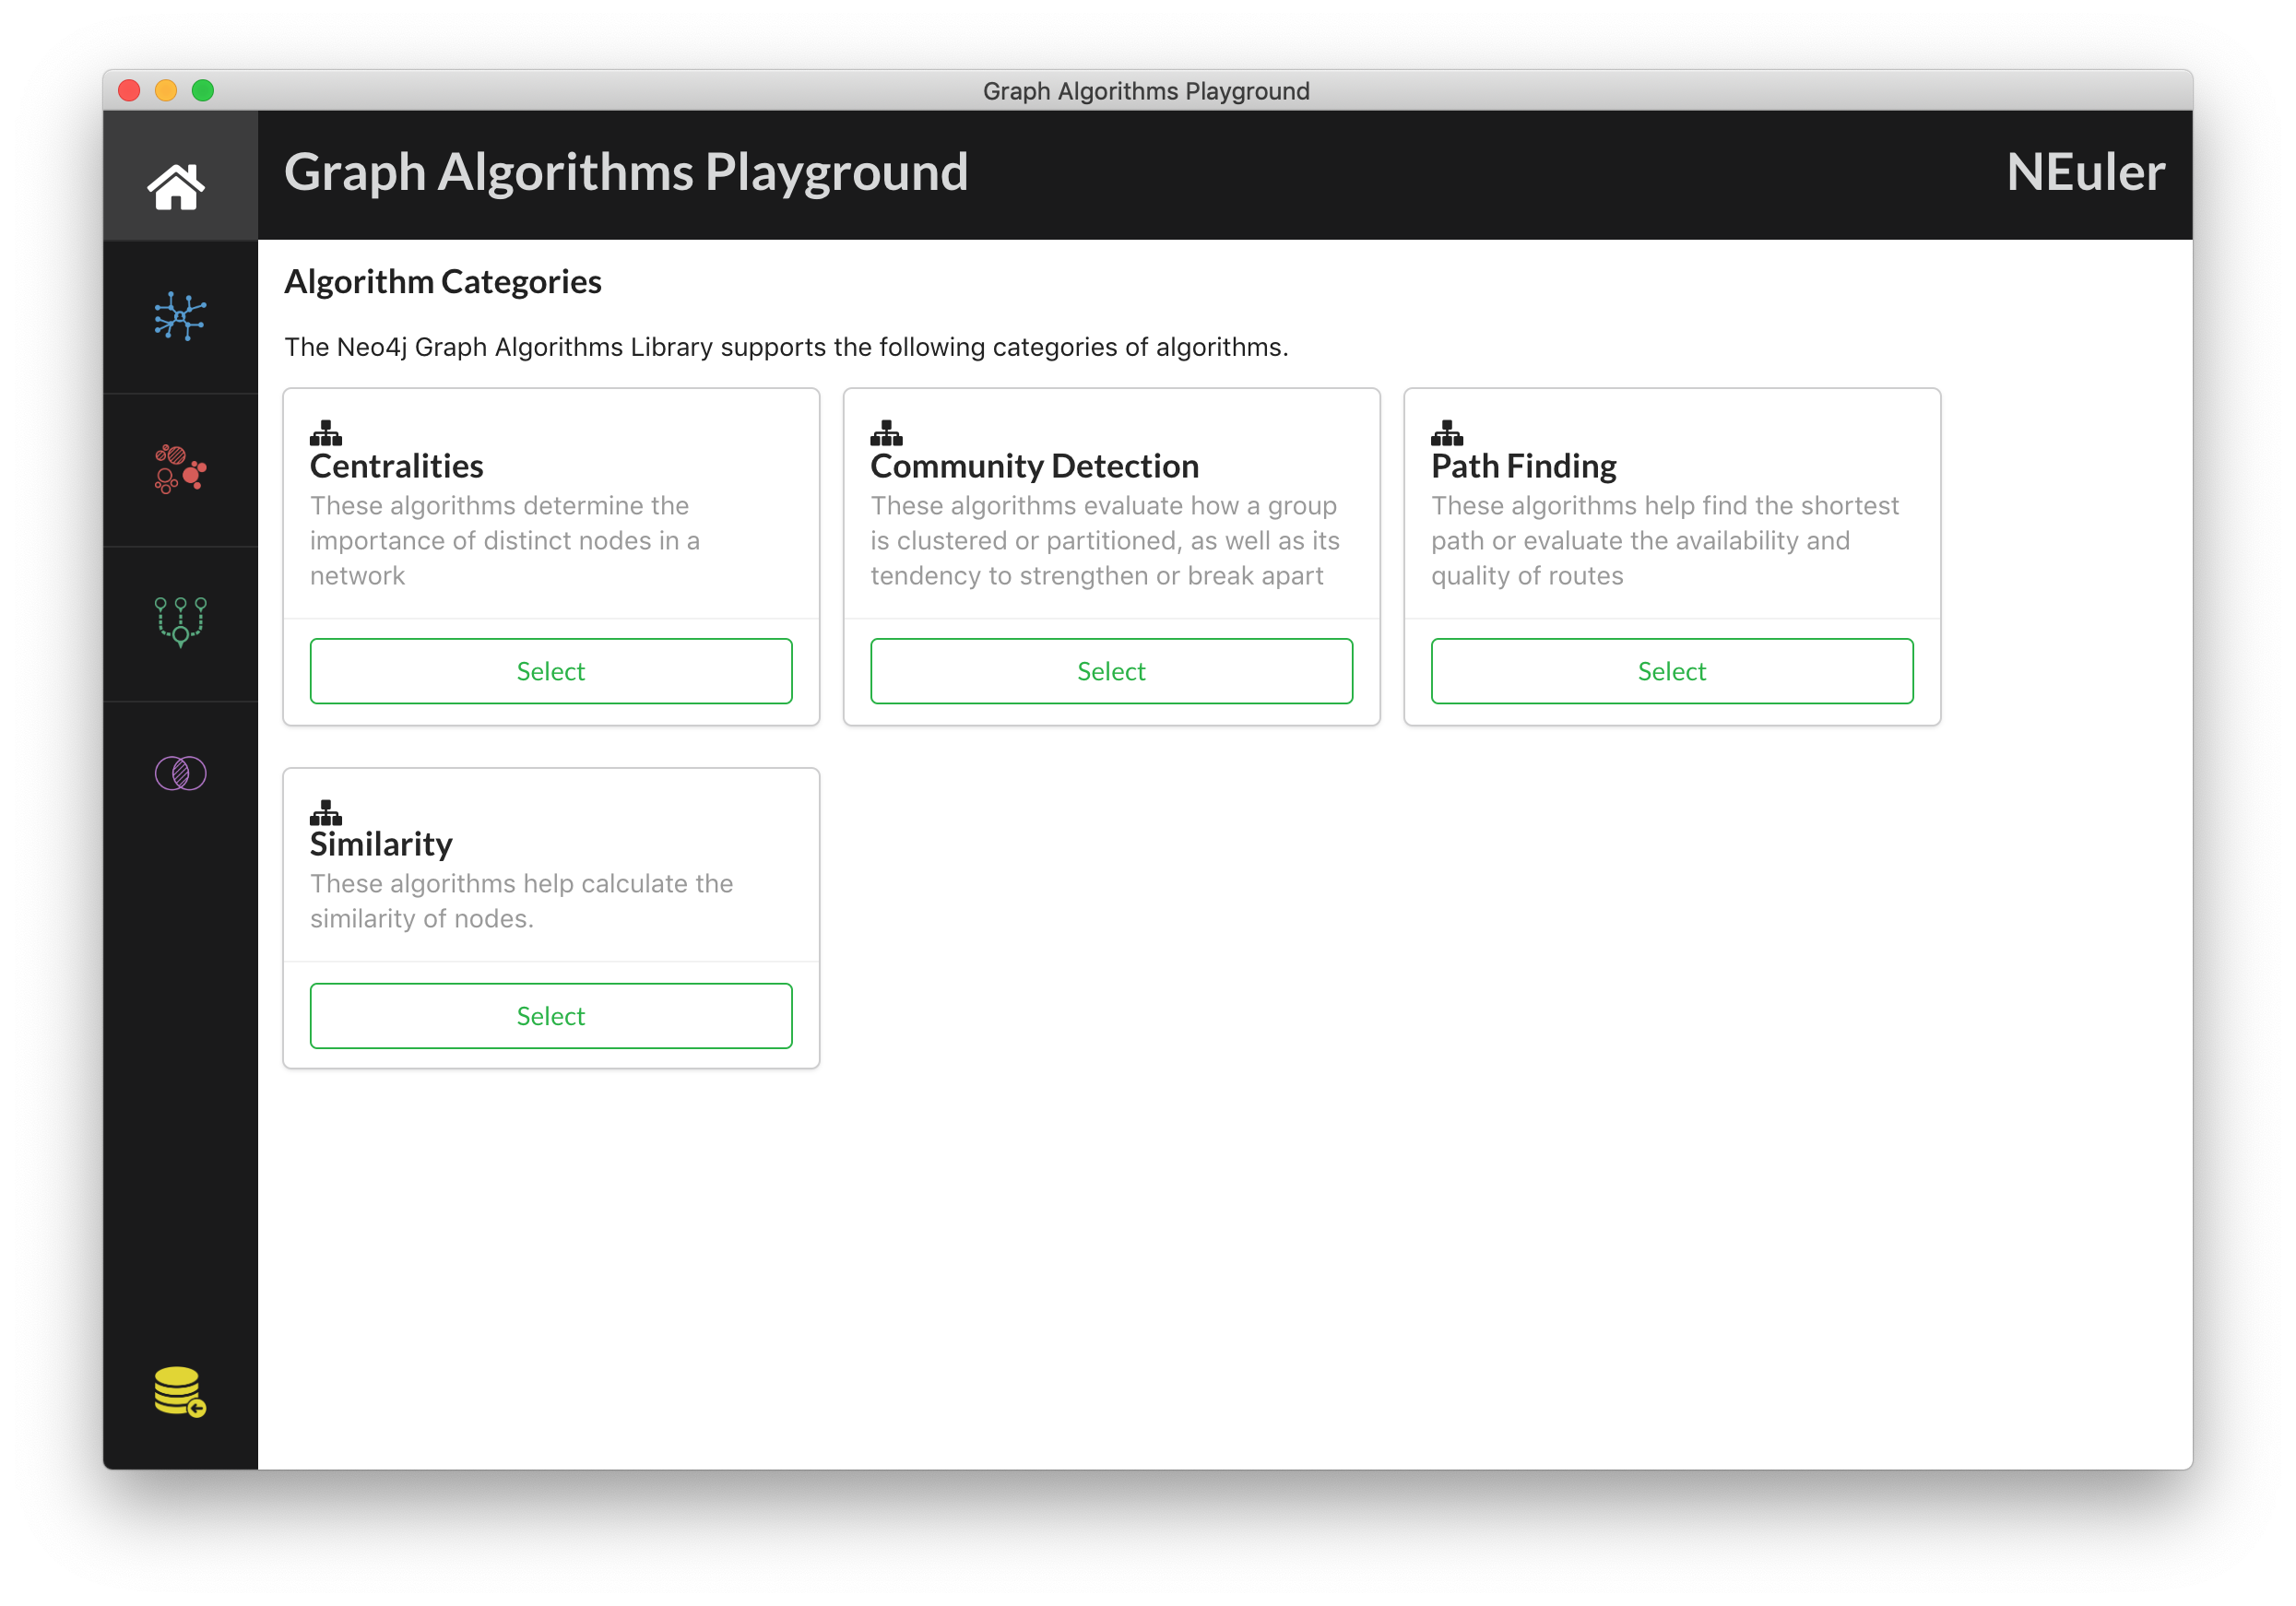 Graph Algorithms Playground
Graph Algorithms Playground
NEuler
Algorithm Categories
The Neo4j Graph Algorithms Library supports the following categories of algorithms.
Centralities
These algorithms determine the
importance of distinct nodes in a
network
Select
Community Detection
These algorithms evaluate how a group
is clustered or partitioned, as well as its
tendency to strengthen or break apart
Select
Path Finding
These algorithms help find the shortest
path or evaluate the availability and
quality of routes
Select
Similarity
These algorithms help calculate the
similarity of nodes.
Select